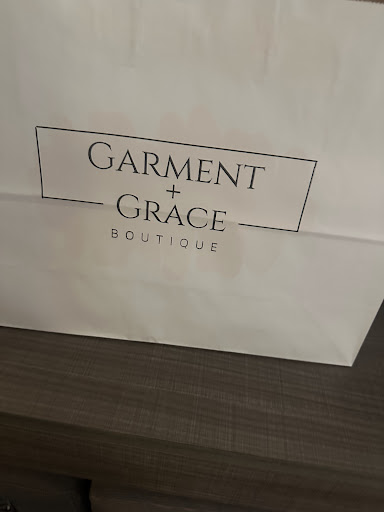 GARMENT
+
GRACE
BOUTIQUE